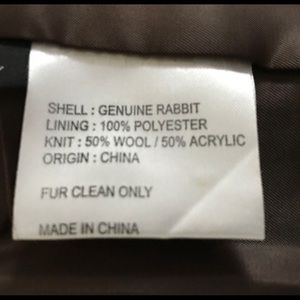 SHELL : GENUINE RABBIT
LINING : 100% POLYESTER
KNIT : 50% WOOL / 50% ACRYLIC
ORIGIN : CHINA
FUR CLEAN ONLY
MADE IN CHINA